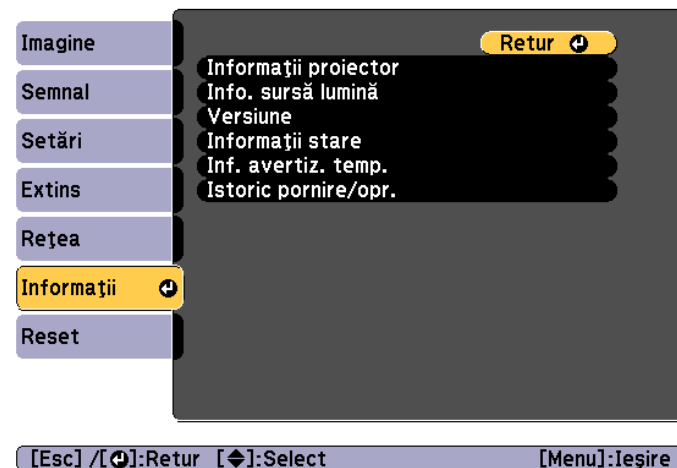 Imagine
Semnal
Setări
Extins
Reţea
Informaţii
Reset
Retur
Informaţii proiector
Info. sursă lumină
Versiune
Informaţii stare
Inf. avertiz. temp.
Istoric pornire/opr.
[Esc] /[⏎]:Retur [◆]:Select [Menu]:Ieşire